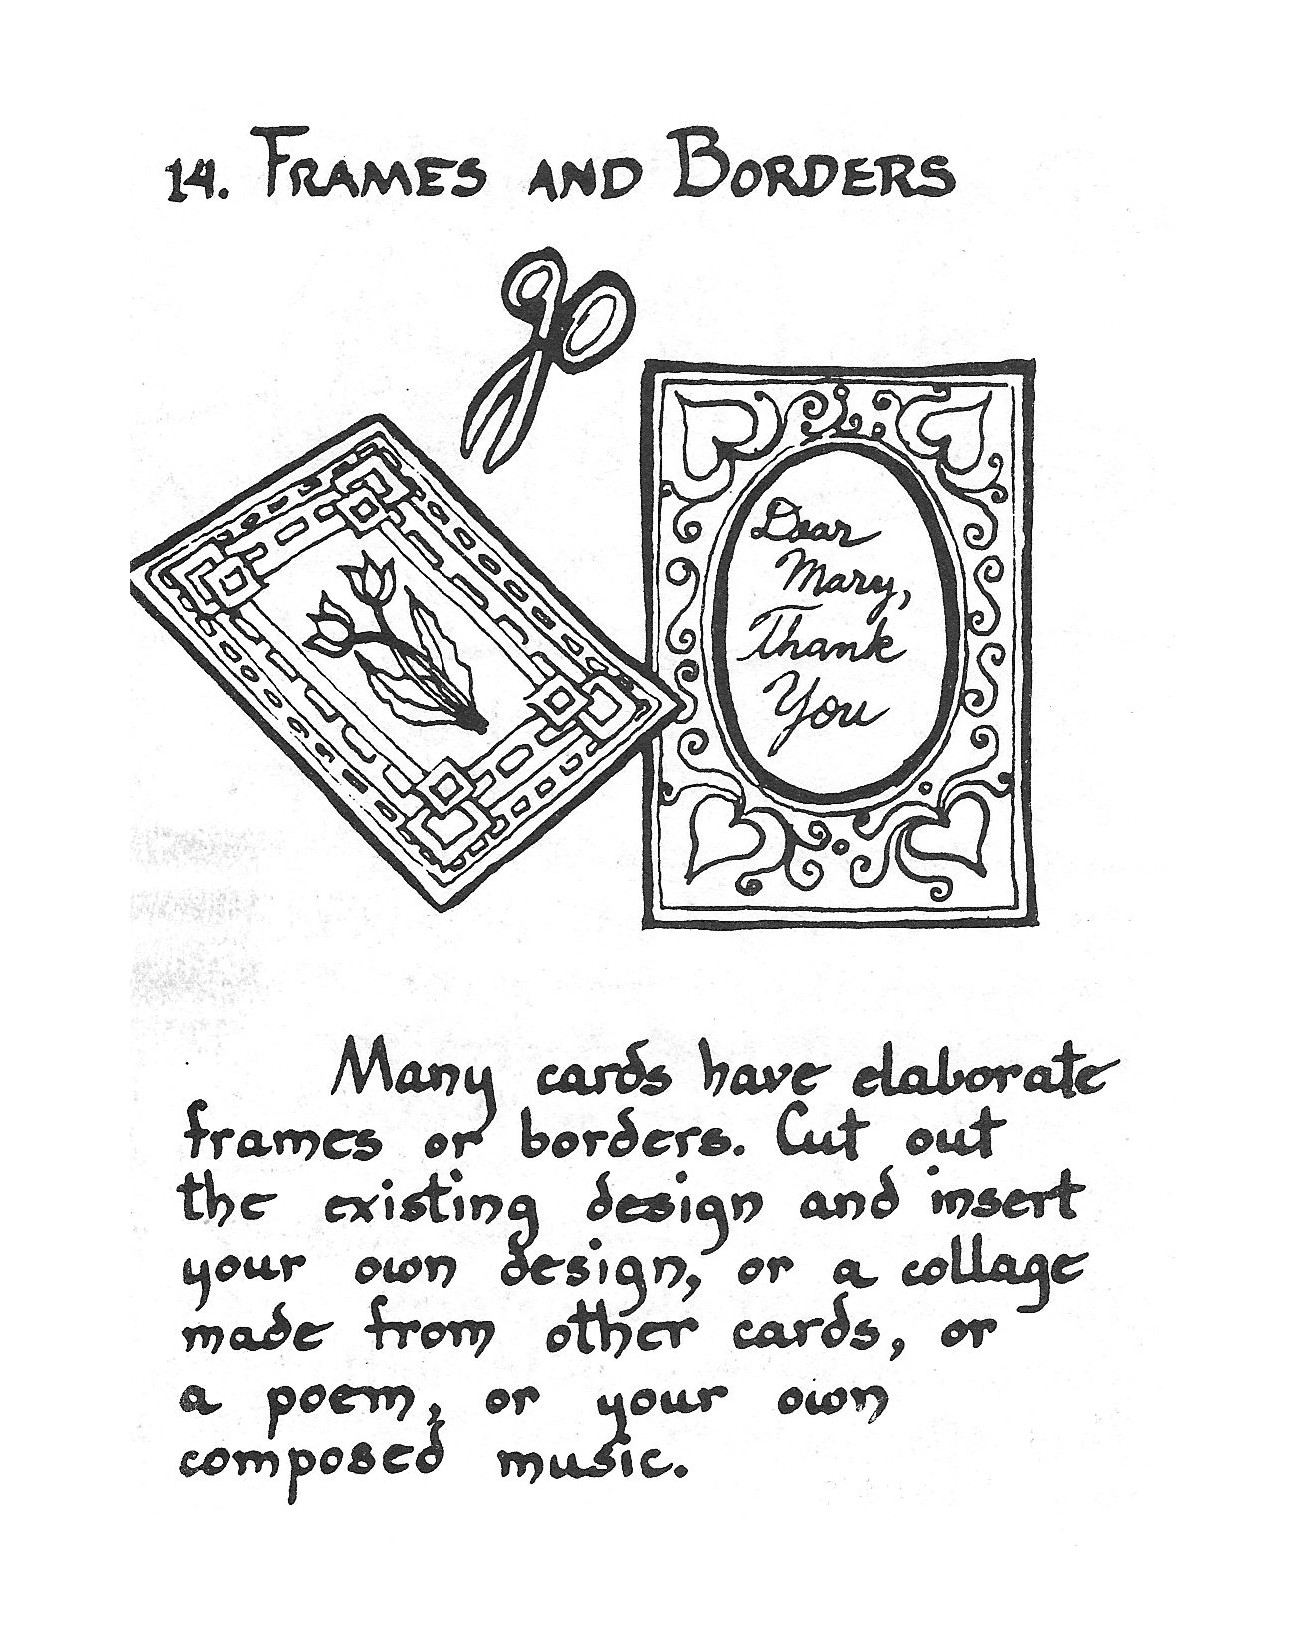 14. FRAMES AND BORDERS
Dear
Mary,
Thank
You
Many cards have elaborate
frames or borders. Cut out
the existing design and insert
your own design, or a collage
made from other cards, or
a poem, or your own
composed music.